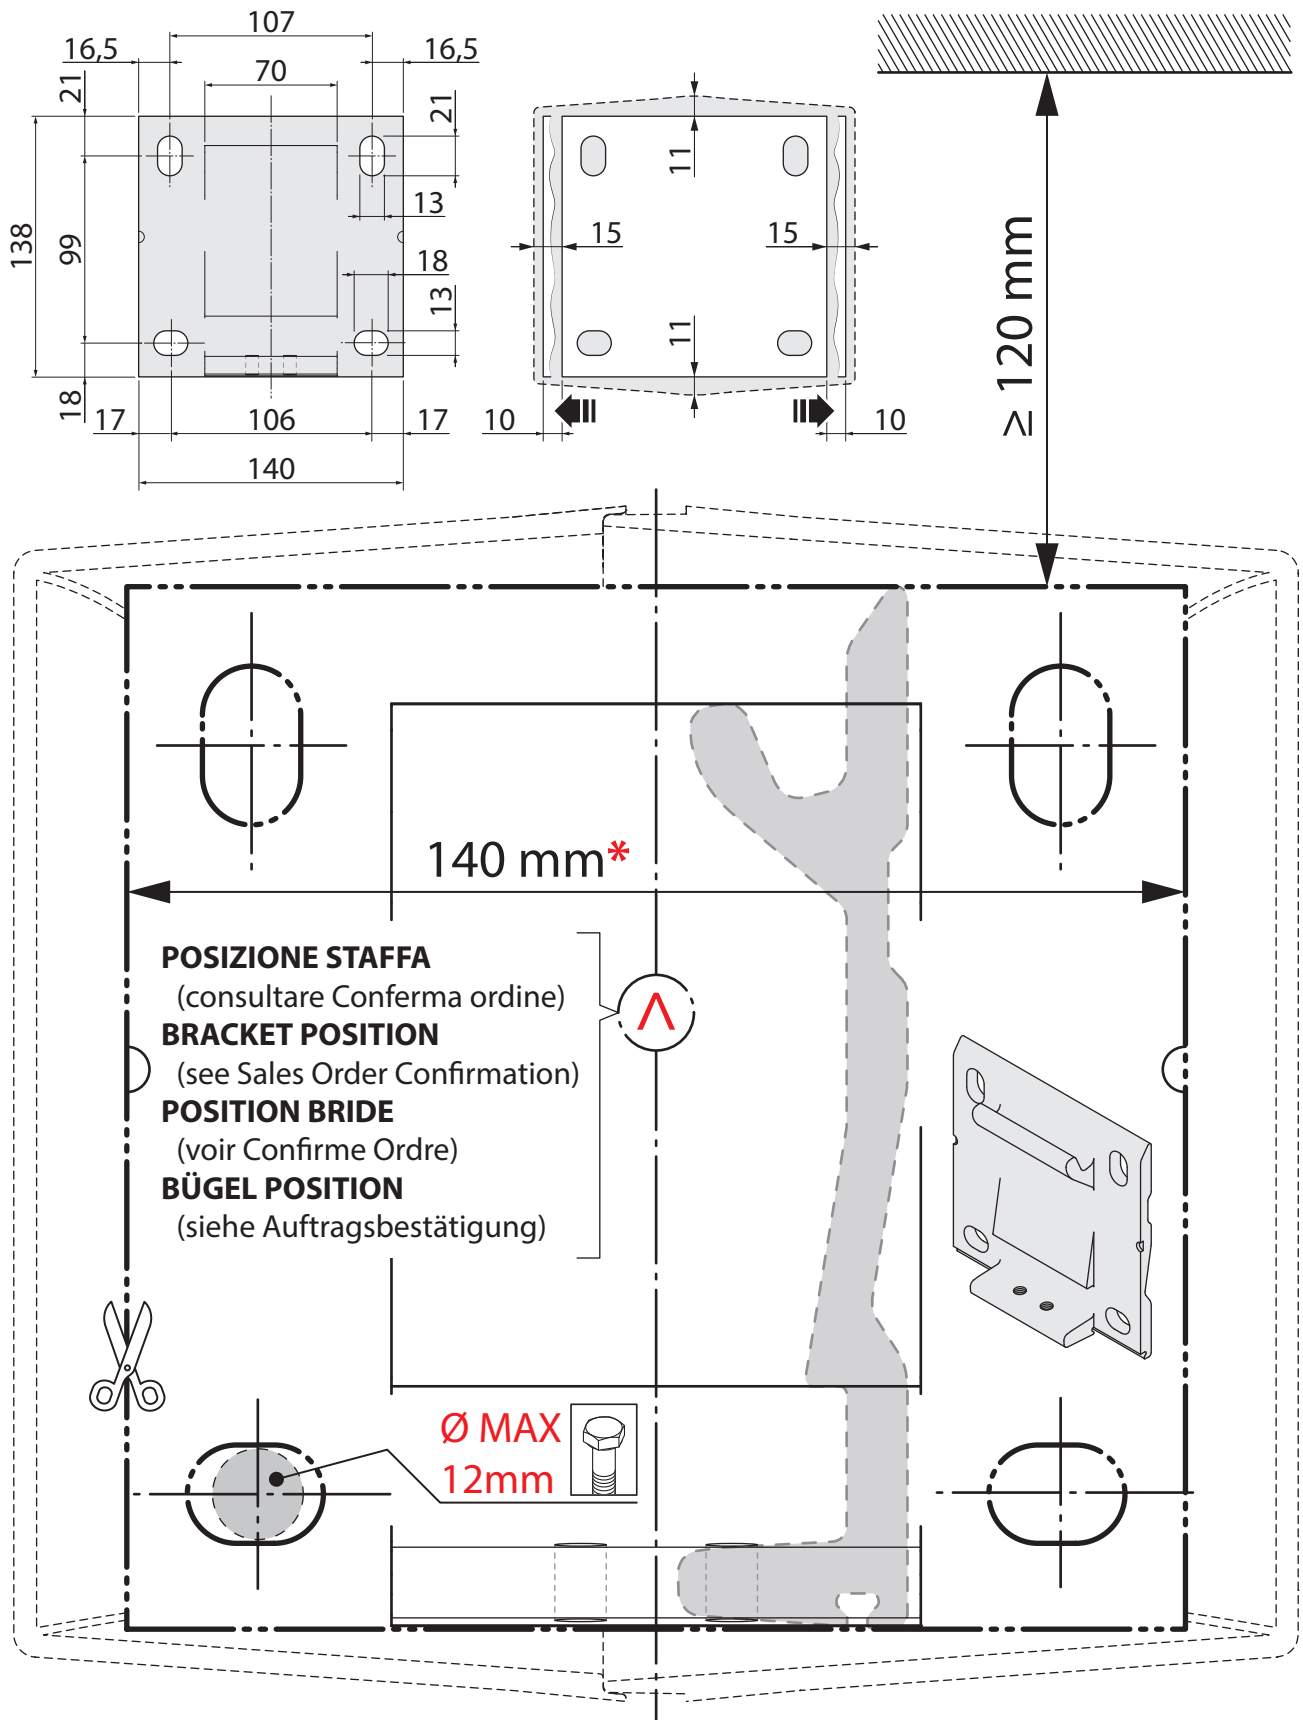 107
16,5
16,5
70
21
21
138
99
13
18
13
18
17
106
17
140
11
15
15
11
10
10
≥ 120 mm
140 mm*
POSIZIONE STAFFA
(consultare Conferma ordine)
BRACKET POSITION
(see Sales Order Confirmation)
POSITION BRIDE
(voir Confirme Ordre)
BÜGEL POSITION
(siehe Auftragsbestätigung)
Λ
Ø MAX
12mm